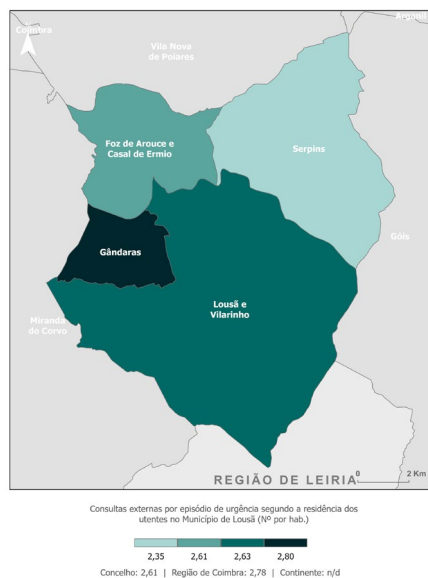 Coimbra
Arganil
Vila Nova
de Poiares
Foz de Arouce e
Casal de Ermio
Serpins
Góis
Gândaras
Lousã e
Vilarinho
Miranda
do Corvo
REGIÃO DE LEIRIA
0 2 Km
Consultas externas por episódio de urgência segundo a residência dos
utentes no Município de Lousã (Nº por hab.)
2,35 2,61 2,63 2,80
Concelho: 2,61 | Região de Coimbra: 2,78 | Continente: n/d